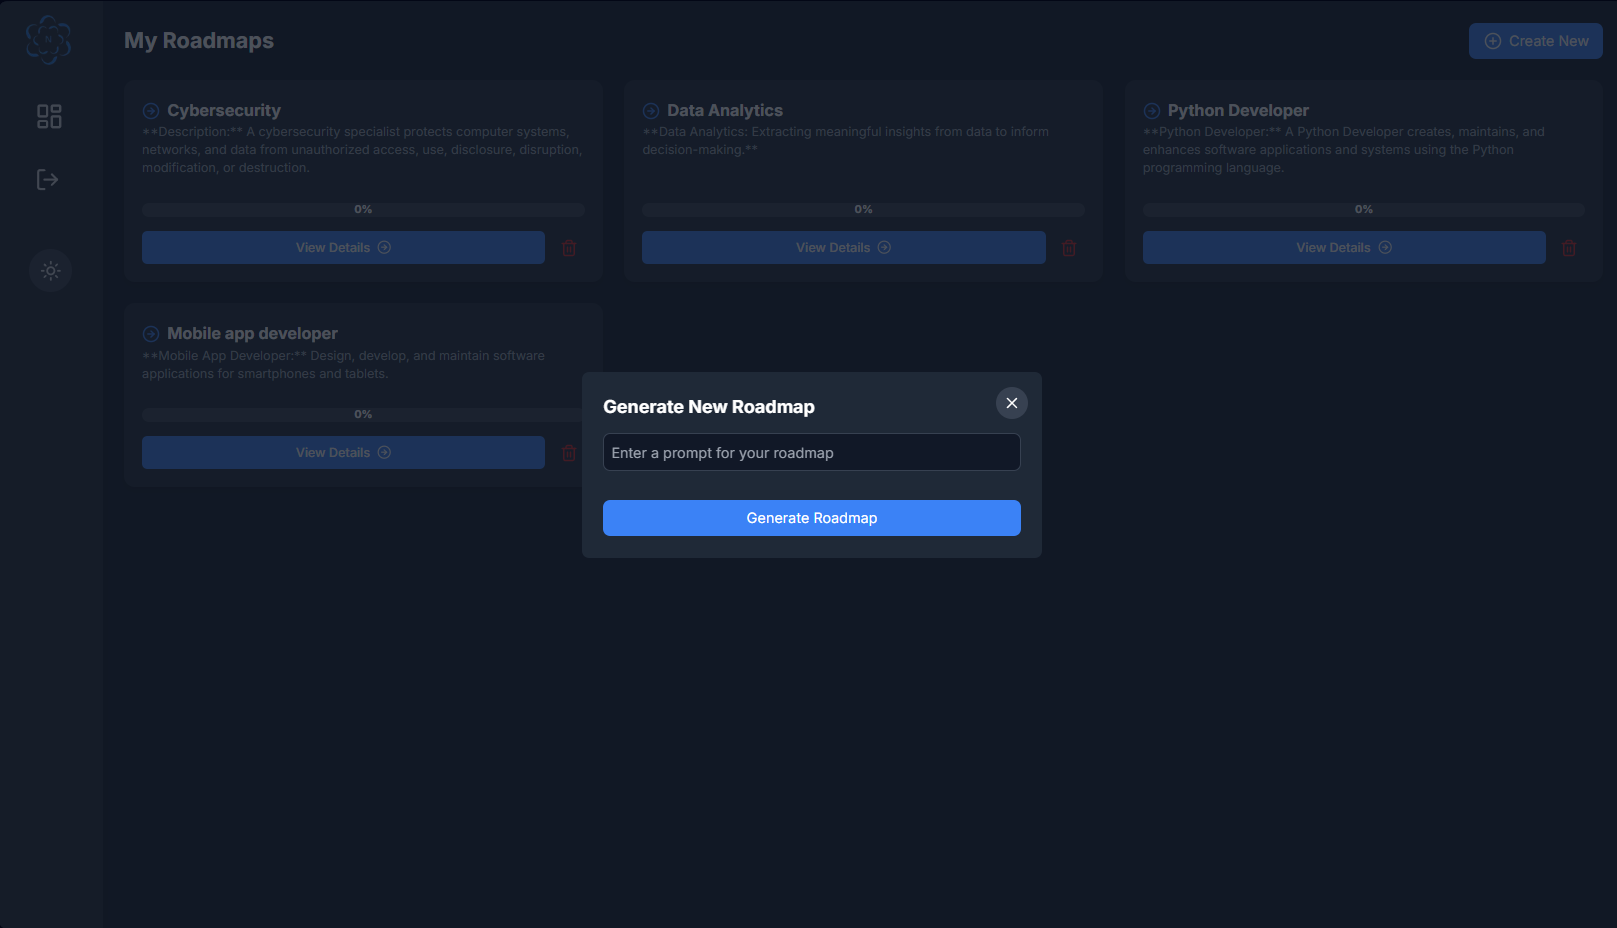 N
My Roadmaps
Create New
Cybersecurity
**Description:** A cybersecurity specialist protects computer systems,
networks, and data from unauthorized access, use, disclosure, disruption,
modification, or destruction.
0%
View Details
Data Analytics
**Data Analytics: Extracting meaningful insights from data to inform
decision-making.**
0%
View Details
Python Developer
**Python Developer:** A Python Developer creates, maintains, and
enhances software applications and systems using the Python
programming language.
0%
View Details
Mobile app developer
**Mobile App Developer:** Design, develop, and maintain software
applications for smartphones and tablets.
0%
View Details
Generate New Roadmap
Enter a prompt for your roadmap
Generate Roadmap